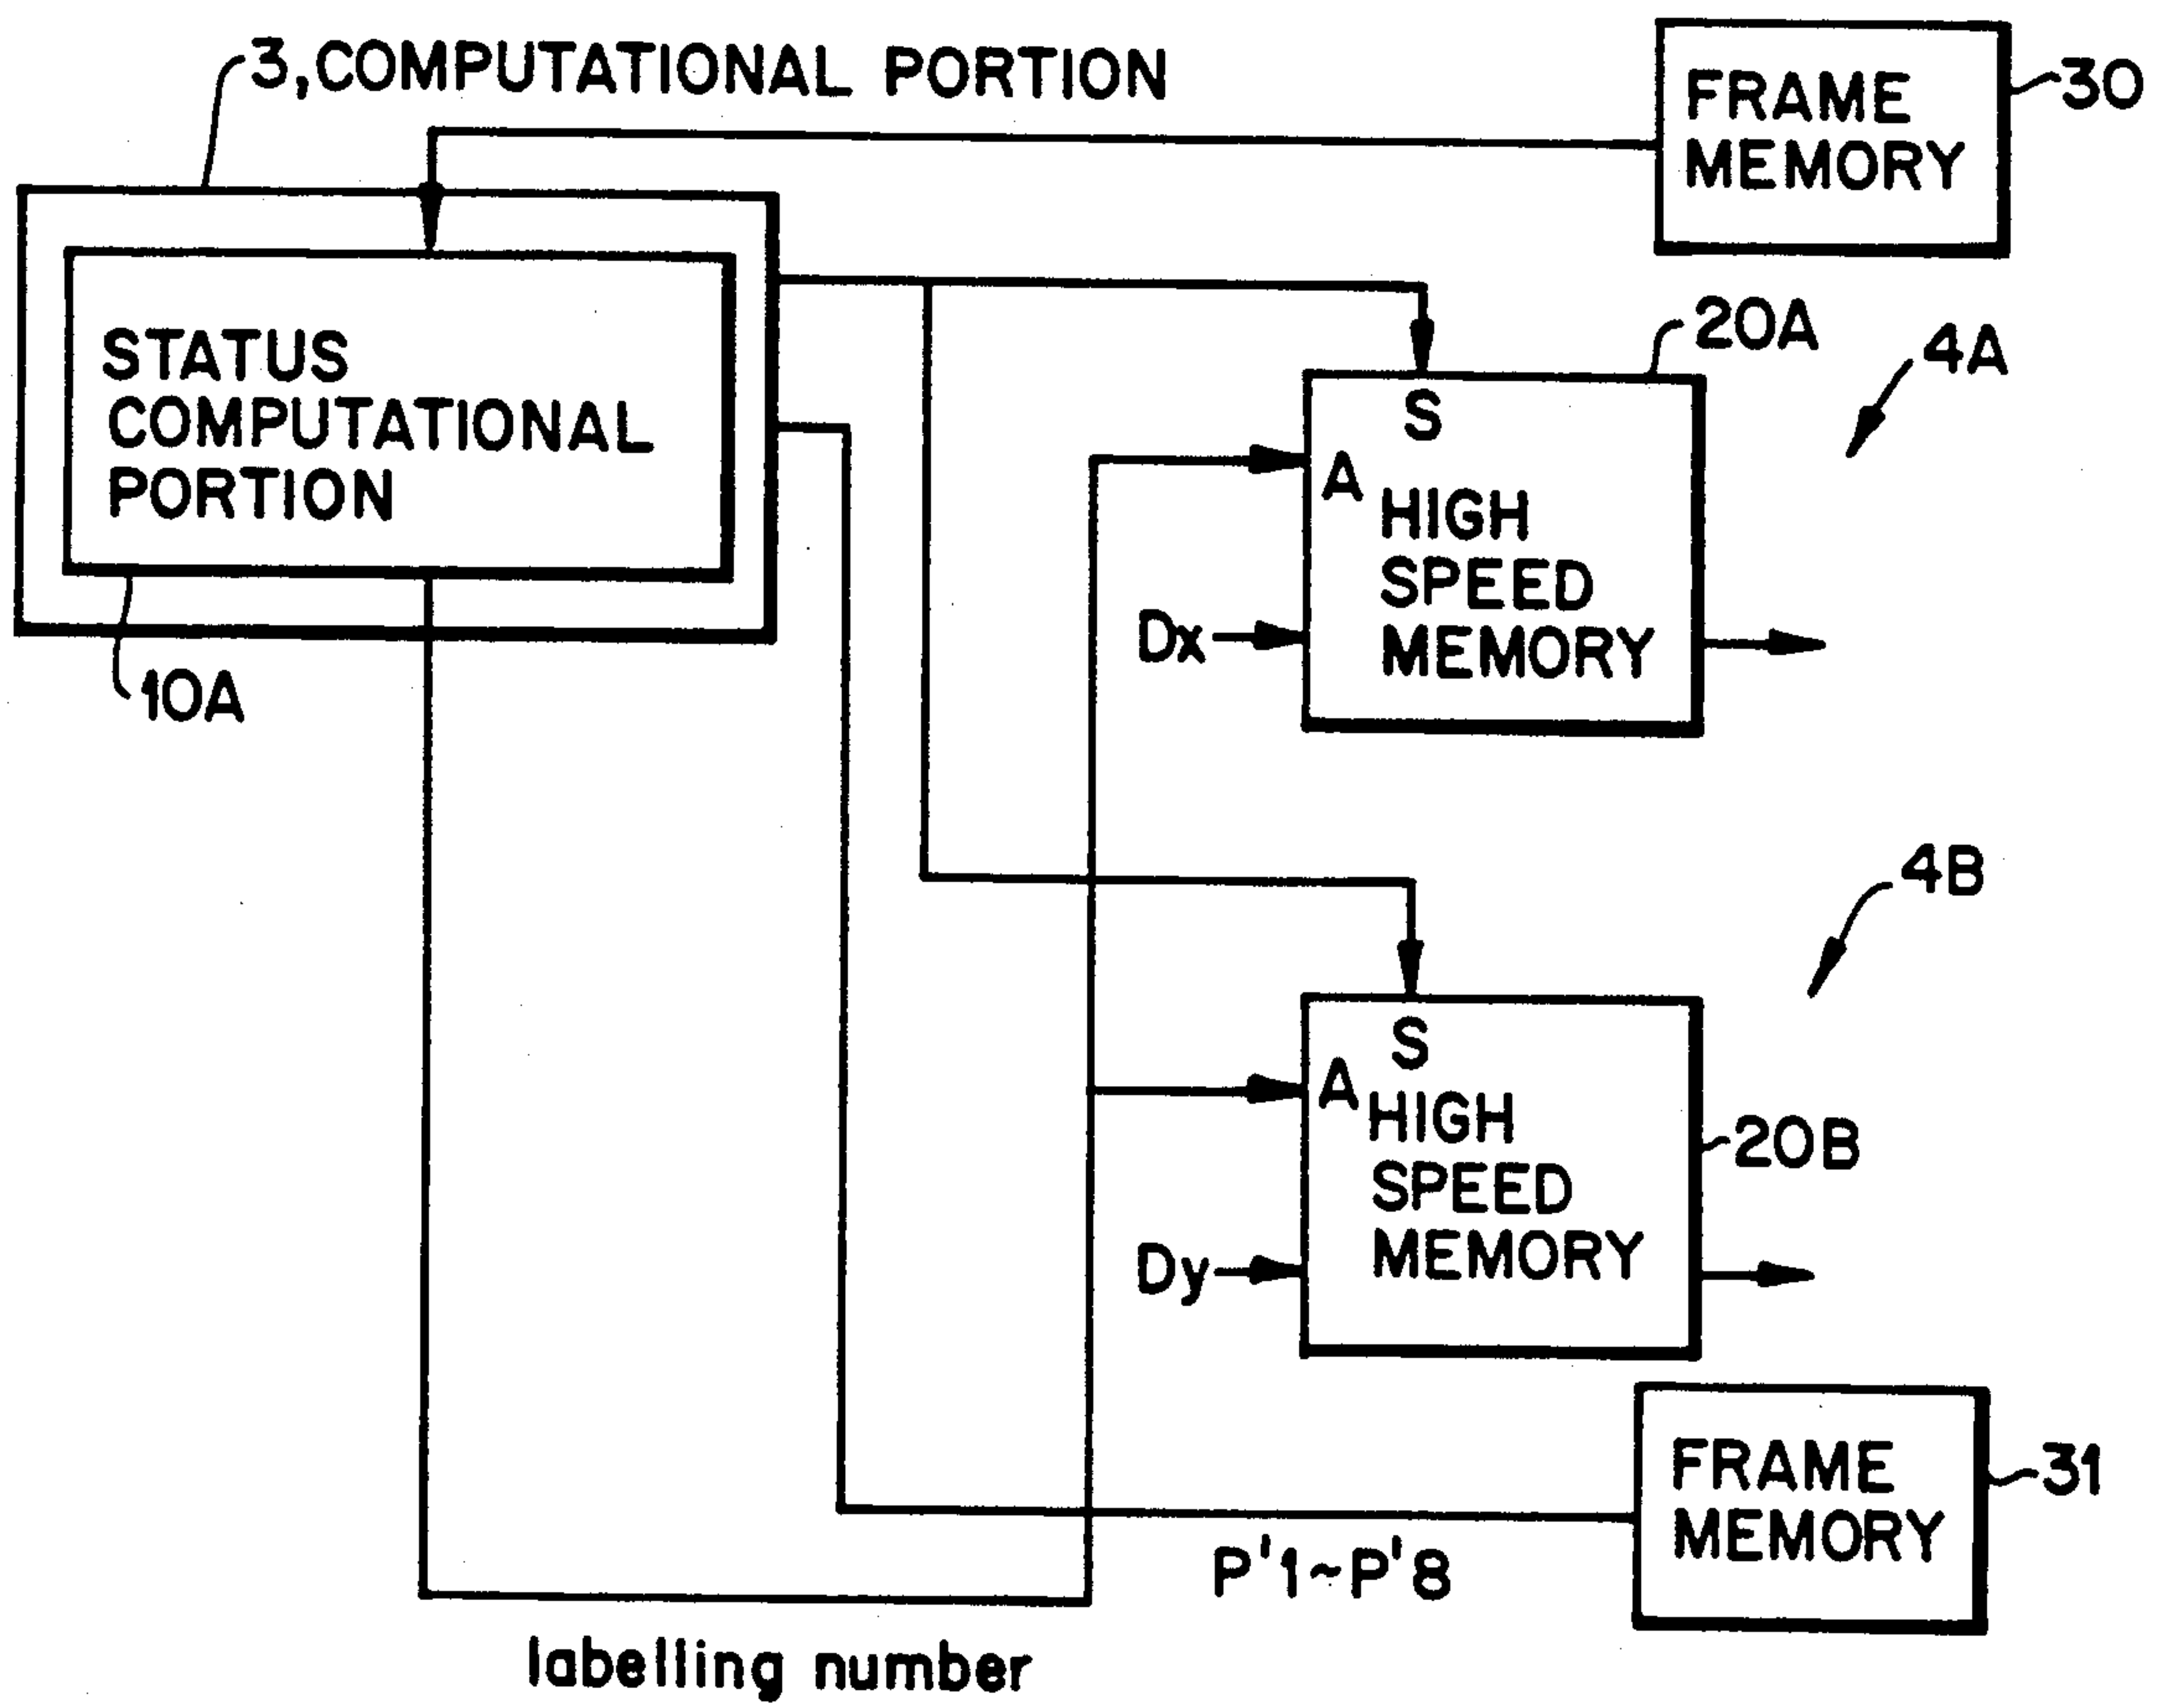 3, COMPUTATIONAL PORTION
FRAME
MEMORY
30
STATUS
COMPUTATIONAL
PORTION
10A
20A
4A
S
A
HIGH
SPEED
MEMORY
Dx
4B
S
A
HIGH
SPEED
MEMORY
20B
Dy
FRAME
MEMORY
31
P'1~P'8
labelling number